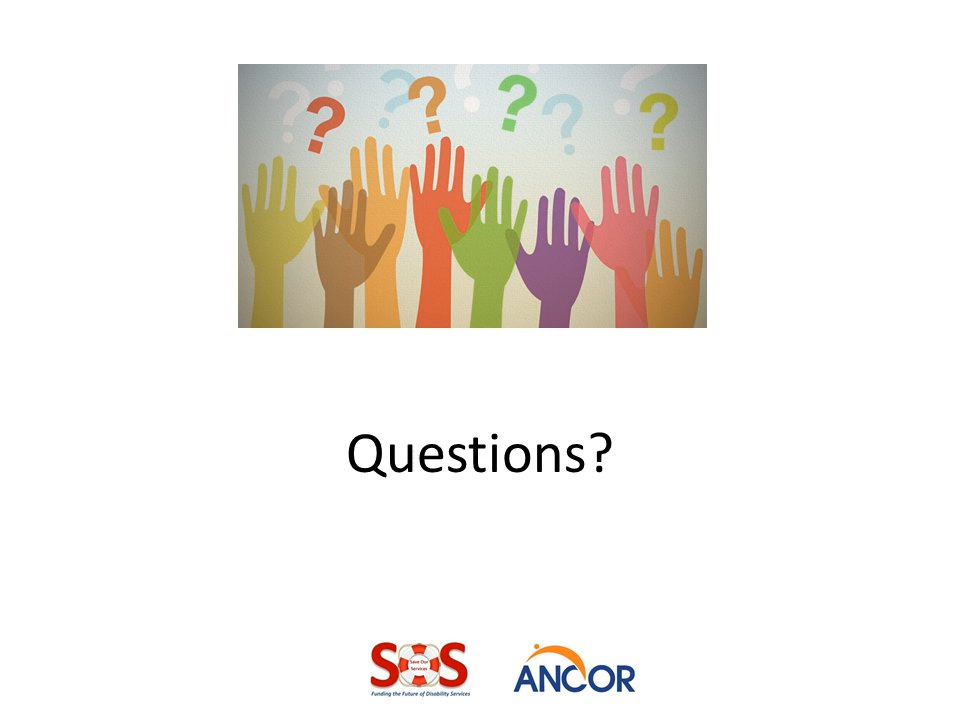 Questions?
SOS
Save Our
Services
Funding the Future of Disability Services
ANCOR